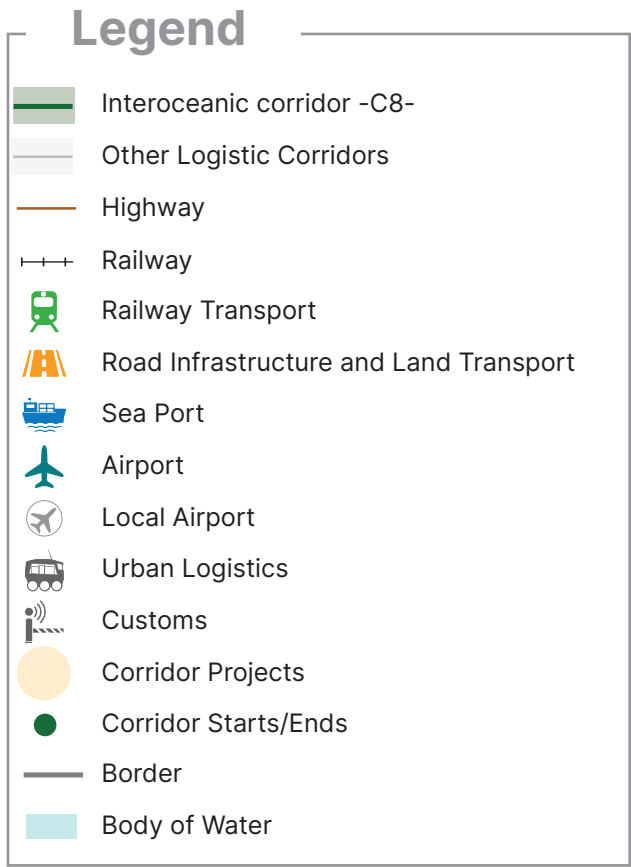 Legend
Interoceanic corridor -C8-
Other Logistic Corridors
Highway
Railway
Railway Transport
Road Infrastructure and Land Transport
Sea Port
Airport
Local Airport
Urban Logistics
Customs
Corridor Projects
Corridor Starts/Ends
Border
Body of Water